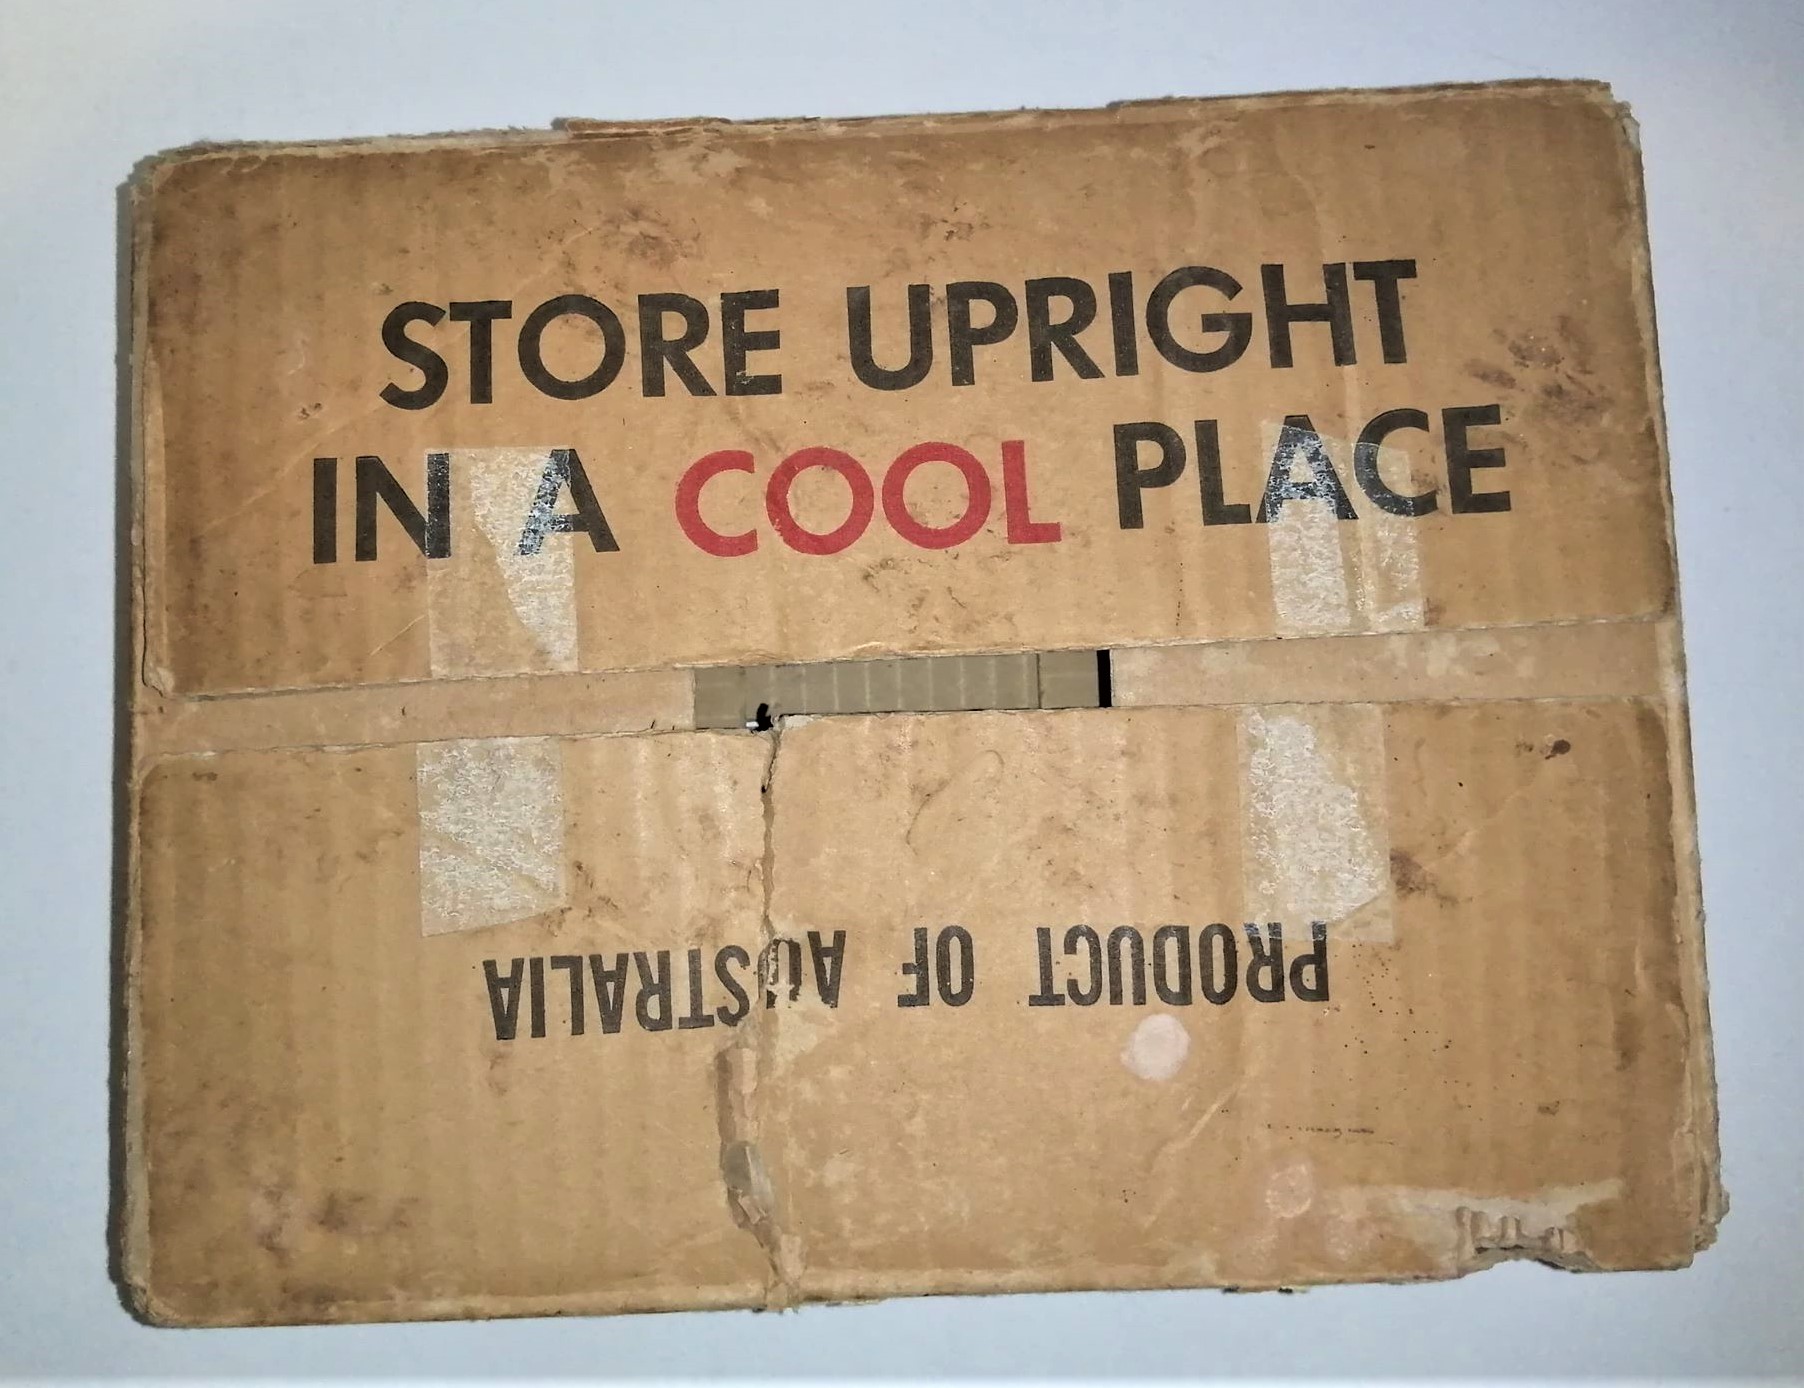 STORE UPRIGHT
IN A COOL PLACE
PRODUCT OF AUSTRALIA